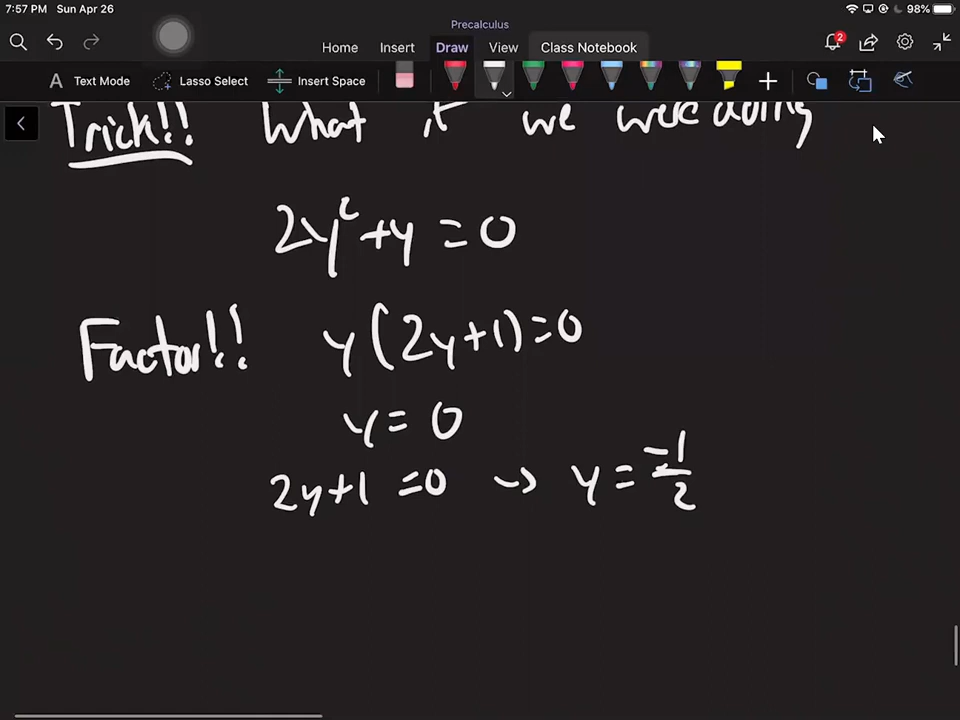 7:57 PM Sun Apr 26 98%
Precalculus
Home Insert Draw View Class Notebook 2
A Text Mode Lasso Select Insert Space
Trick!! What if we were doing
2y²+y=0
Factor!! y(2y+1)=0
y=0
2y+1=0 → y=-1/2